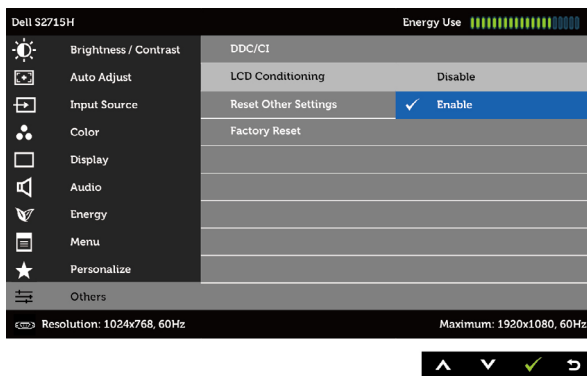 Dell S2715H Energy Use
Brightness / Contrast DDC/CI
Auto Adjust LCD Conditioning Disable
Input Source Reset Other Settings Enable
Color Factory Reset
Display
Audio
Energy
Menu
Personalize
Others
Resolution: 1024x768, 60Hz Maximum: 1920x1080, 60Hz